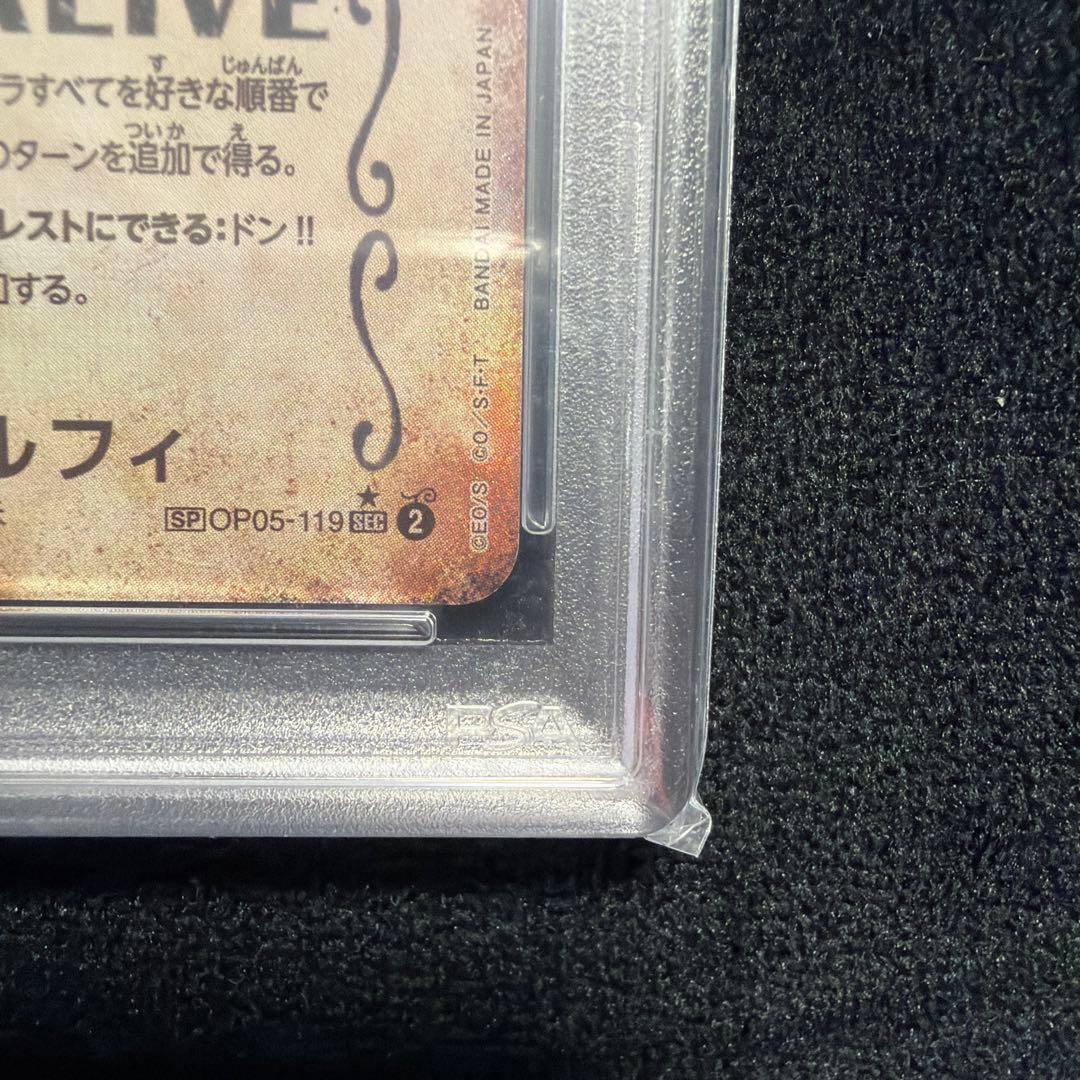 ALIVE
ラすべてを好きな順番で
す じゅんばん
のターンを追加で得る。
ついか え
レストにできる:ドン!!
する。
ルフィ
SP OP05-119 SEC 2
©EO/S ©O/S·F·T BANDAI MADE IN JAPAN
PSA